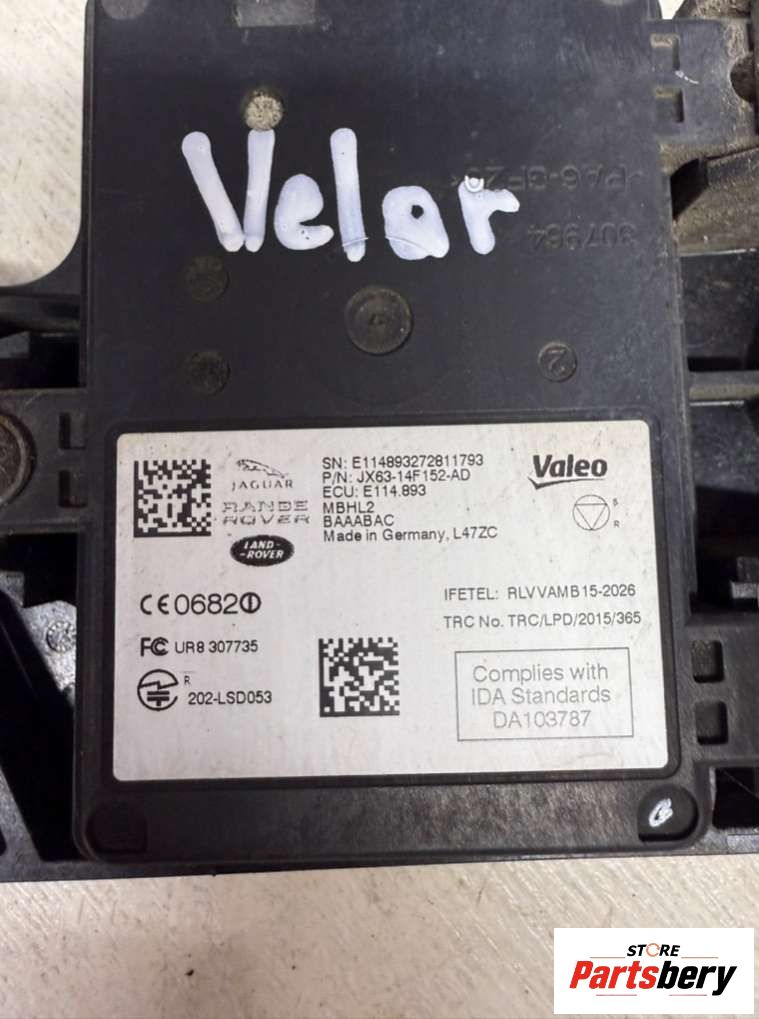 Velar
307964
2
SN: E114893272811793
P/N: JX63-14F152-AD
ECU: E114.893
MBHL2
BAAABAC
Made in Germany, L47ZC
JAGUAR
RANGE
ROVER
LAND-
-ROVER
Valeo
S
R
CE0682
IFETEL: RLVVAMB15-2026
TRC No. TRC/LPD/2015/365
FC UR8 307735
R
202-LSD053
Complies with
IDA Standards
DA103787
STORE
Partsbery